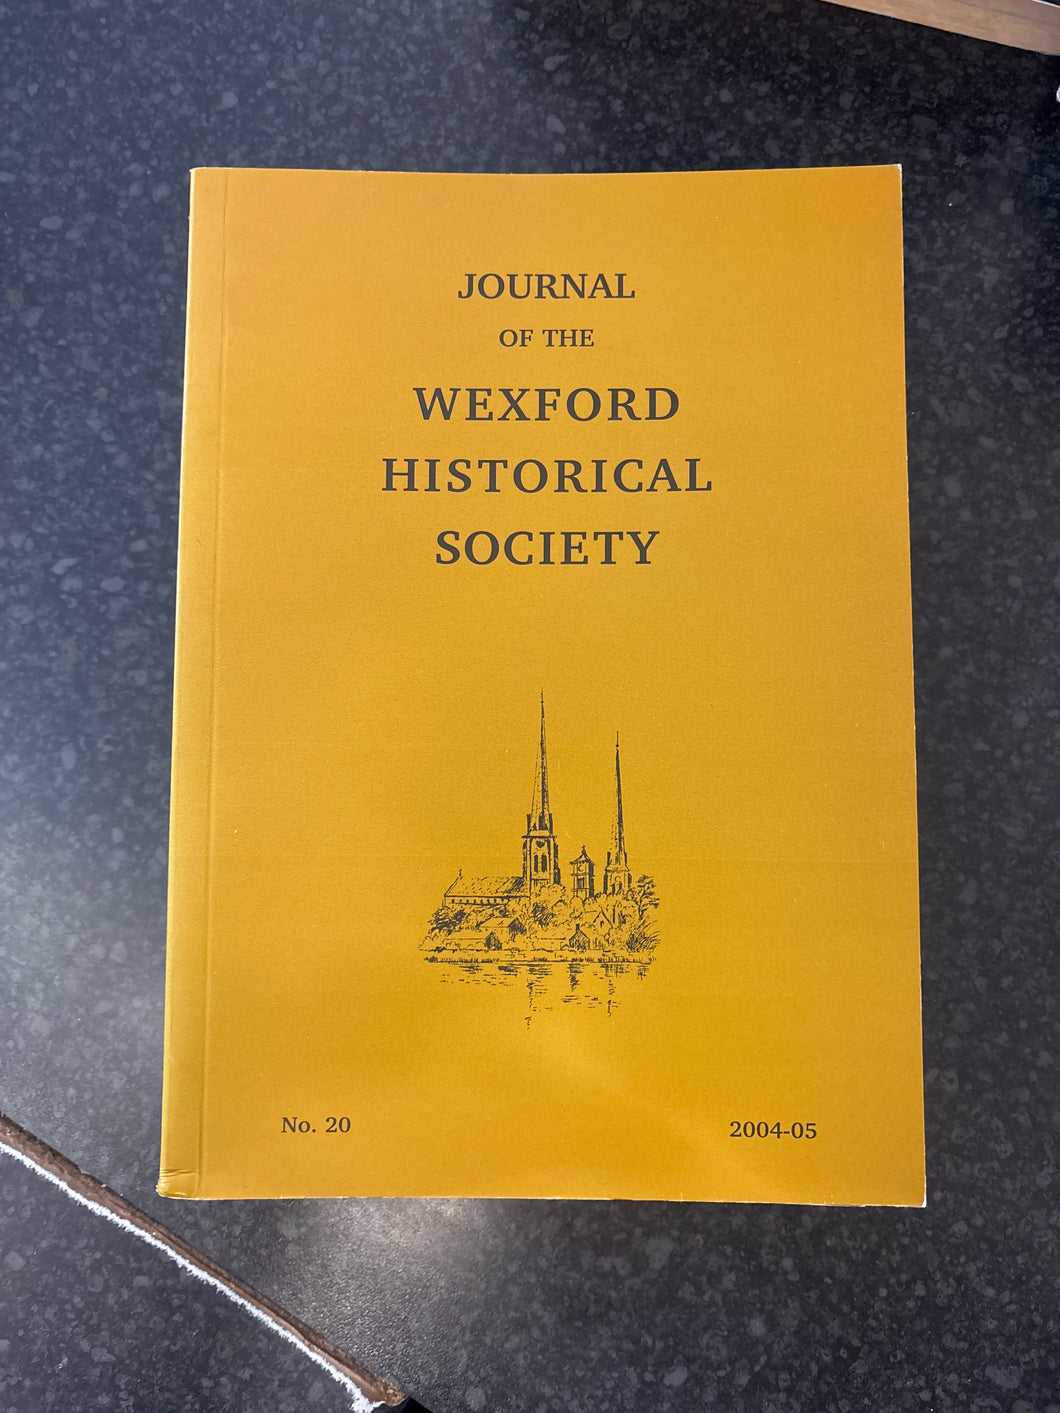 JOURNAL
OF THE
WEXFORD
HISTORICAL
SOCIETY
No. 20
2004-05